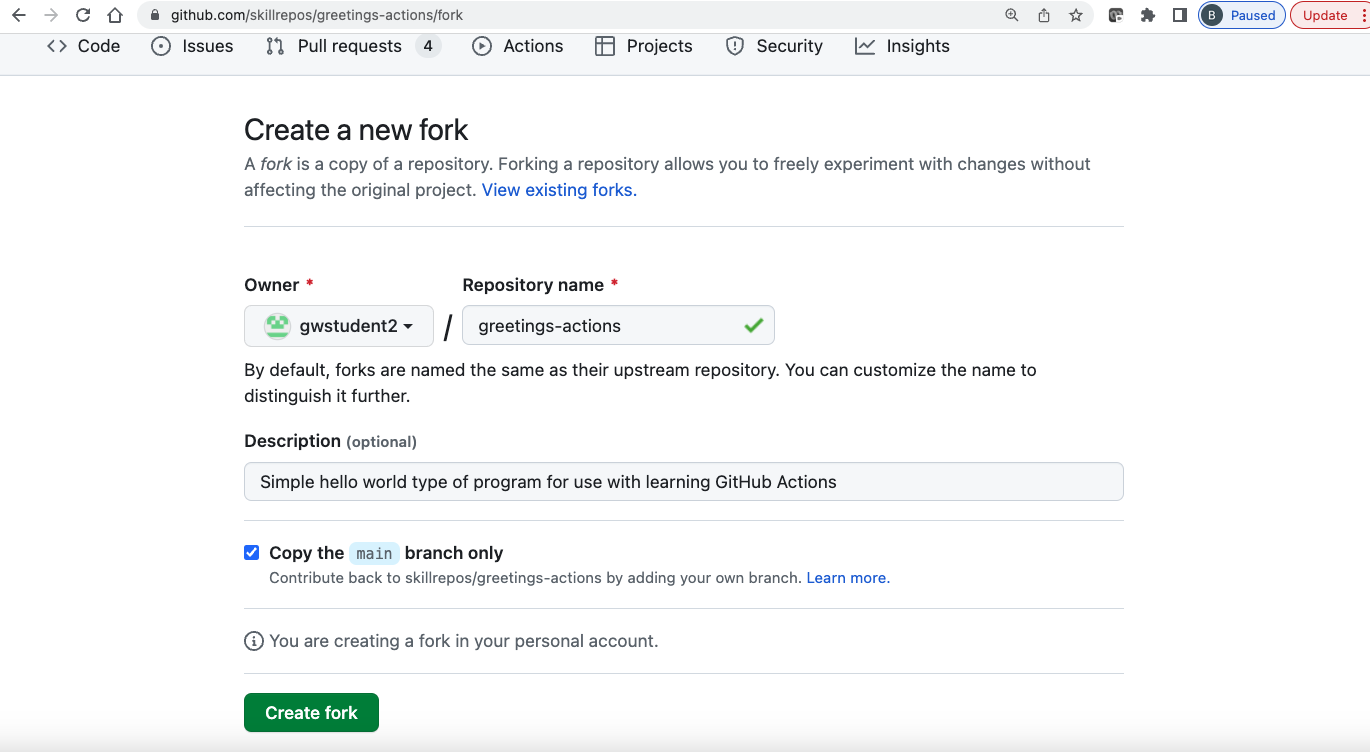 github.com/skillrepos/greetings-actions/fork
B Paused Update
Code Issues Pull requests 4 Actions Projects Security Insights
Create a new fork
A fork is a copy of a repository. Forking a repository allows you to freely experiment with changes without
affecting the original project. View existing forks.
Owner * Repository name *
gwstudent2 / greetings-actions
By default, forks are named the same as their upstream repository. You can customize the name to
distinguish it further.
Description (optional)
Simple hello world type of program for use with learning GitHub Actions
Copy the main branch only
Contribute back to skillrepos/greetings-actions by adding your own branch. Learn more.
You are creating a fork in your personal account.
Create fork